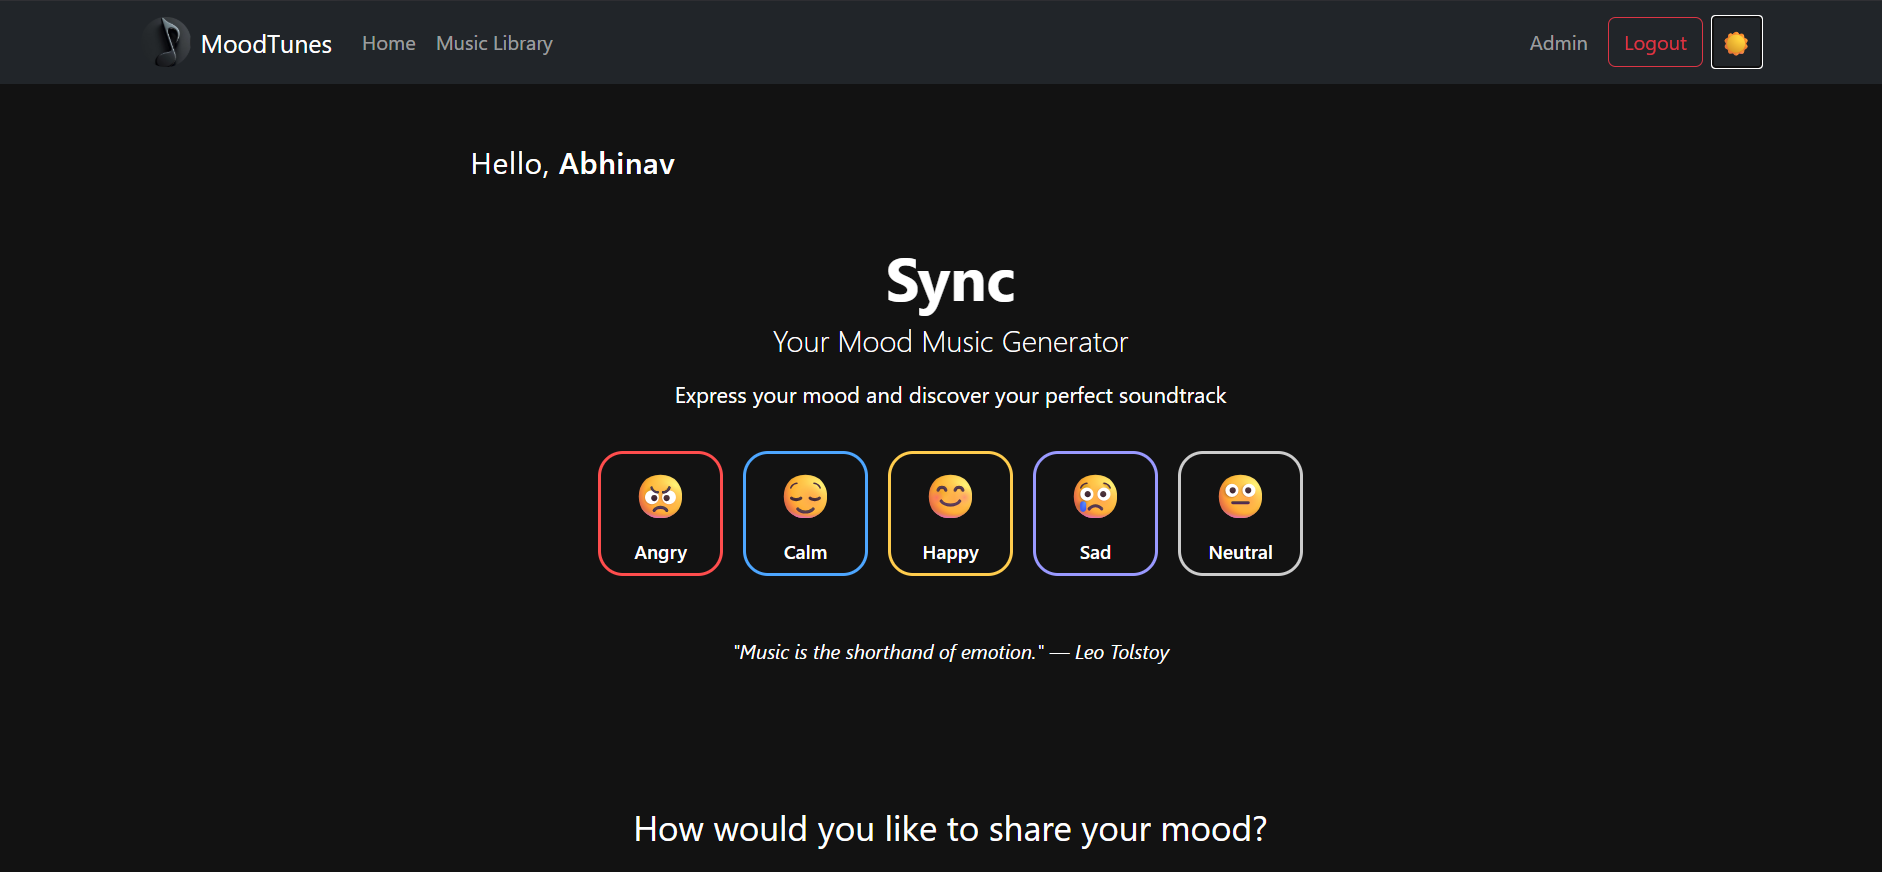 MoodTunes Home Music Library Admin Logout
Hello, Abhinav
Sync
Your Mood Music Generator
Express your mood and discover your perfect soundtrack
Angry Calm Happy Sad Neutral
"Music is the shorthand of emotion." — Leo Tolstoy
How would you like to share your mood?